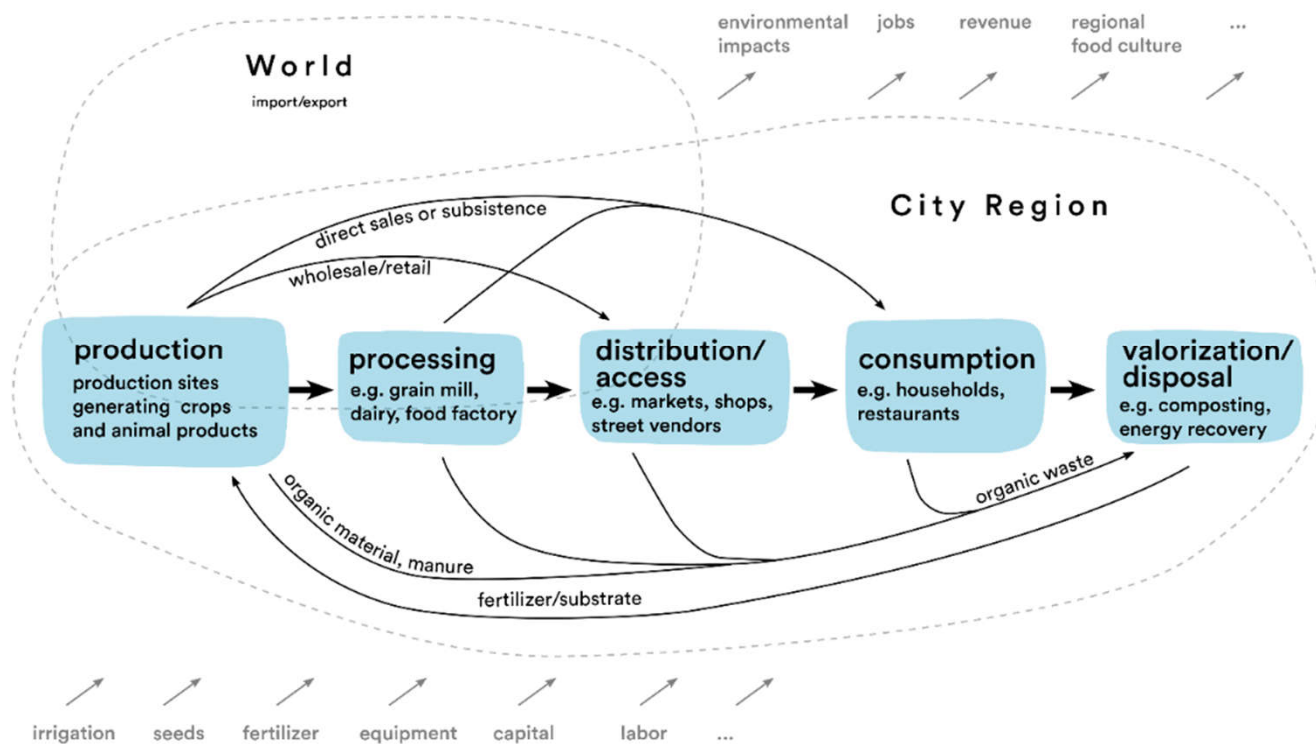 environmental
impacts
jobs
revenue
regional
food culture
...
World
import/export
City Region
direct sales or subsistence
wholesale/retail
production
production sites
generating crops
and animal products
processing
e.g. grain mill,
dairy, food factory
distribution/
access
e.g. markets, shops,
street vendors
consumption
e.g. households,
restaurants
valorization/
disposal
e.g. composting,
energy recovery
organic waste
organic material, manure
fertilizer/substrate
irrigation
seeds
fertilizer
equipment
capital
labor
...